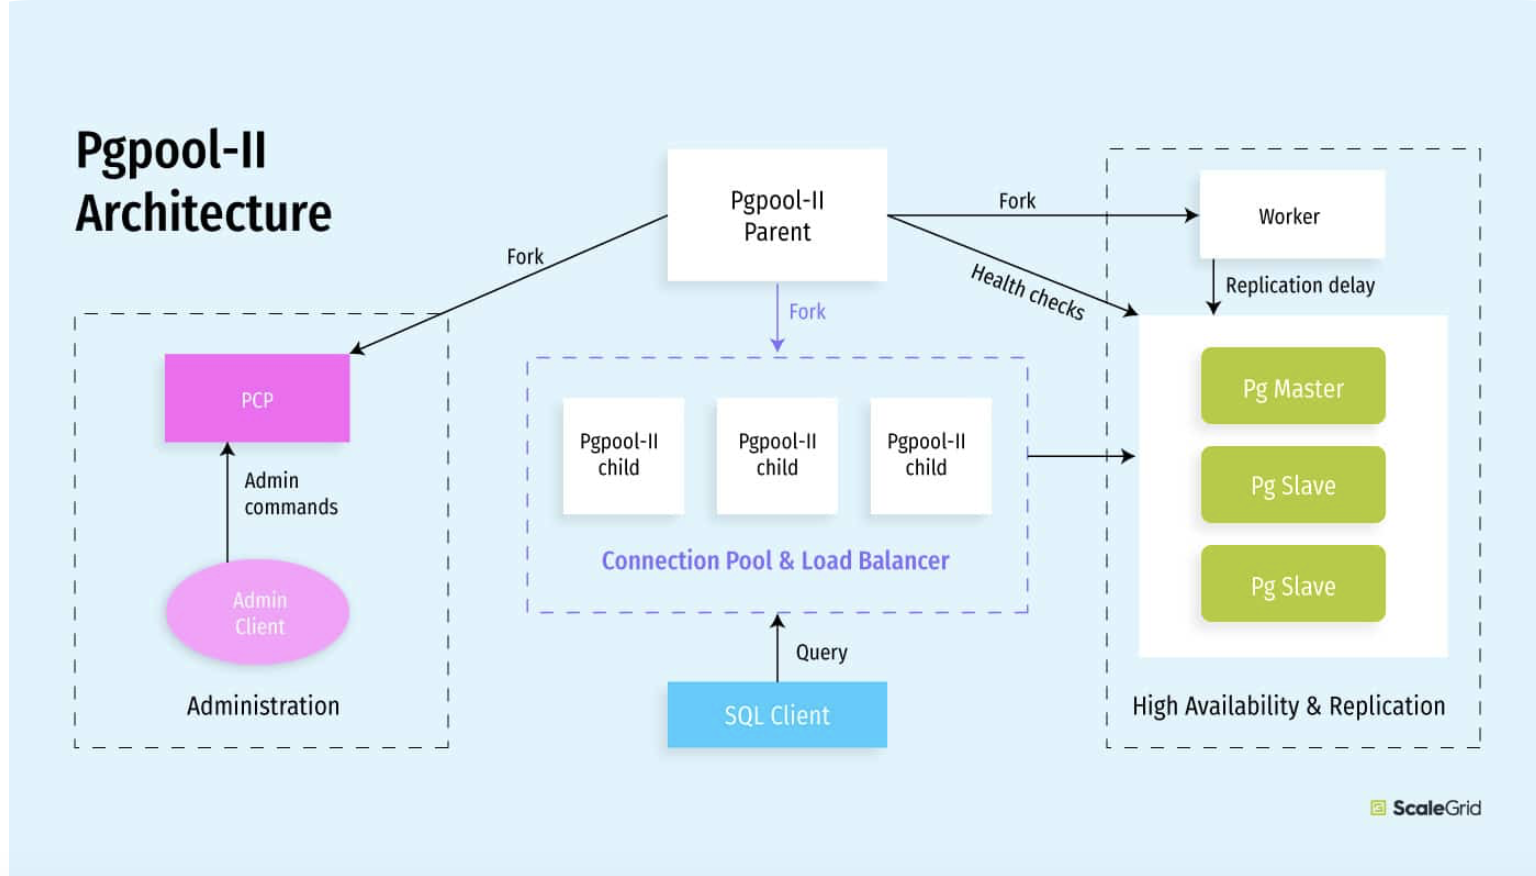 Pgpool-II
Architecture
Pgpool-II
Parent
Fork
Worker
Fork
Health checks
Replication delay
Fork
PCP
Pg Master
Pgpool-II
child
Pgpool-II
child
Pgpool-II
child
Admin
commands
Pg Slave
Connection Pool & Load Balancer
Admin
Client
Pg Slave
Query
Administration
SQL Client
High Availability & Replication
ScaleGrid